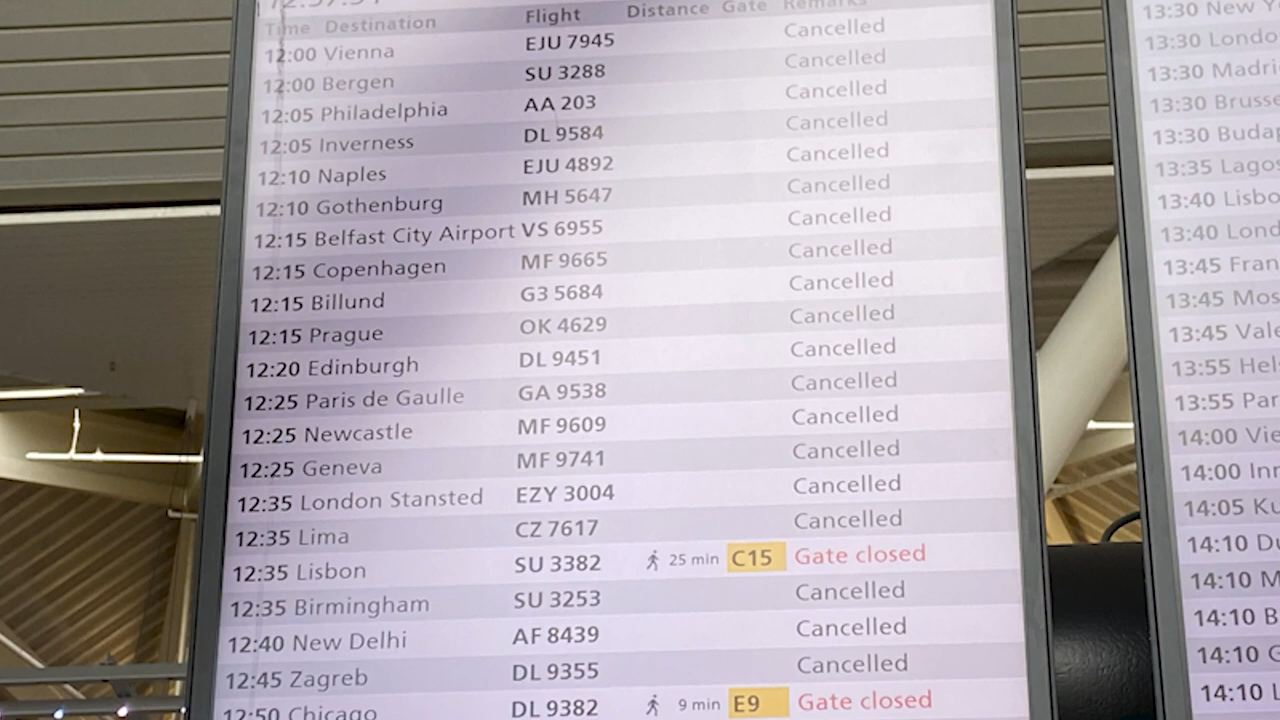 Time Destination Flight Distance Gate Remarks
12:00 Vienna EJU 7945 Cancelled
12:00 Bergen SU 3288 Cancelled
12:05 Philadelphia AA 203 Cancelled
12:05 Inverness DL 9584 Cancelled
12:10 Naples EJU 4892 Cancelled
12:10 Gothenburg MH 5647 Cancelled
12:15 Belfast City Airport VS 6955 Cancelled
12:15 Copenhagen MF 9665 Cancelled
12:15 Billund G3 5684 Cancelled
12:15 Prague OK 4629 Cancelled
12:20 Edinburgh DL 9451 Cancelled
12:25 Paris de Gaulle GA 9538 Cancelled
12:25 Newcastle MF 9609 Cancelled
12:25 Geneva MF 9741 Cancelled
12:35 London Stansted EZY 3004 Cancelled
12:35 Lima CZ 7617 Cancelled
12:35 Lisbon SU 3382 25 min C15 Gate closed
12:35 Birmingham SU 3253 Cancelled
12:40 New Delhi AF 8439 Cancelled
12:45 Zagreb DL 9355 Cancelled
12:50 Chicago DL 9382 9 min E9 Gate closed
13:30 New Y
13:30 Londo
13:30 Madri
13:30 Brusse
13:30 Budap
13:35 Lagos
13:40 Lisbo
13:40 Lond
13:45 Fran
13:45 Mos
13:45 Vale
13:55 Hel
13:55 Par
14:00 Vie
14:00 Inn
14:05 Ku
14:10 Du
14:10 M
14:10 B
14:10
14:10